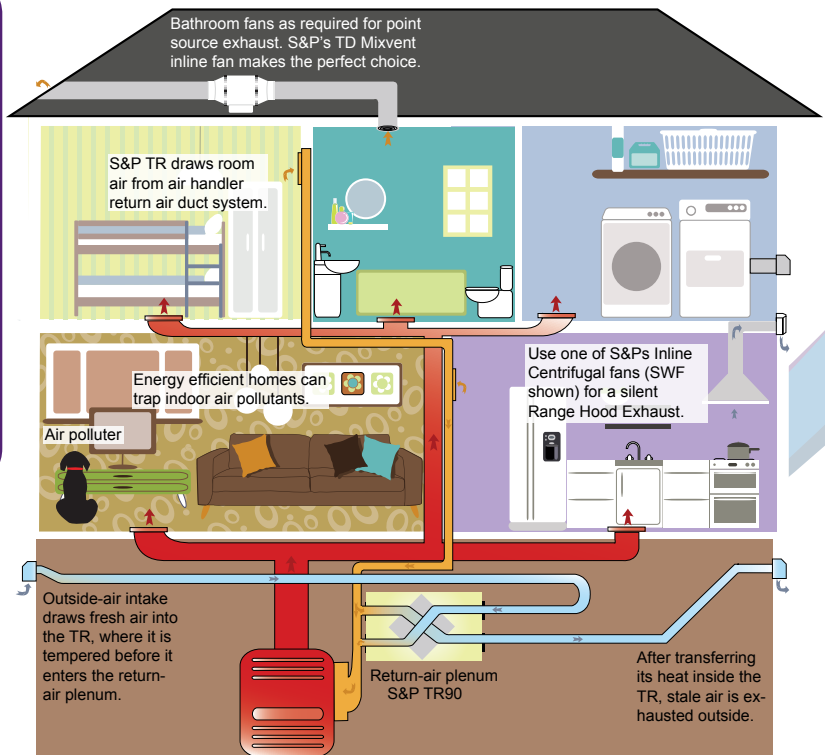 Bathroom fans as required for point
source exhaust. S&P's TD Mixvent
inline fan makes the perfect choice.
S&P TR draws room
air from air handler
return air duct system.
Energy efficient homes can
trap indoor air pollutants.
Air polluter
Use one of S&Ps Inline
Centrifugal fans (SWF
shown) for a silent
Range Hood Exhaust.
Outside-air intake
draws fresh air into
the TR, where it is
tempered before it
enters the return-
air plenum.
Return-air plenum
S&P TR90
After transferring
its heat inside the
TR, stale air is ex-
hausted outside.